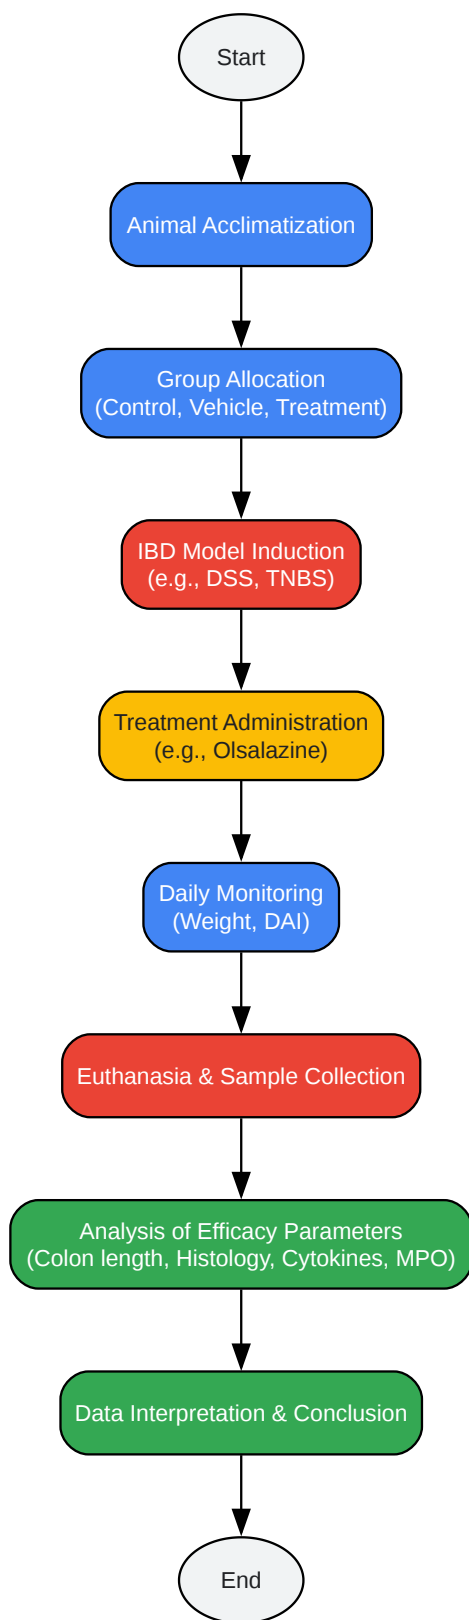 Start
Animal Acclimatization
Group Allocation
(Control, Vehicle, Treatment)
IBD Model Induction
(e.g., DSS, TNBS)
Treatment Administration
(e.g., Olsalazine)
Daily Monitoring
(Weight, DAI)
Euthanasia & Sample Collection
Analysis of Efficacy Parameters
(Colon length, Histology, Cytokines, MPO)
Data Interpretation & Conclusion
End